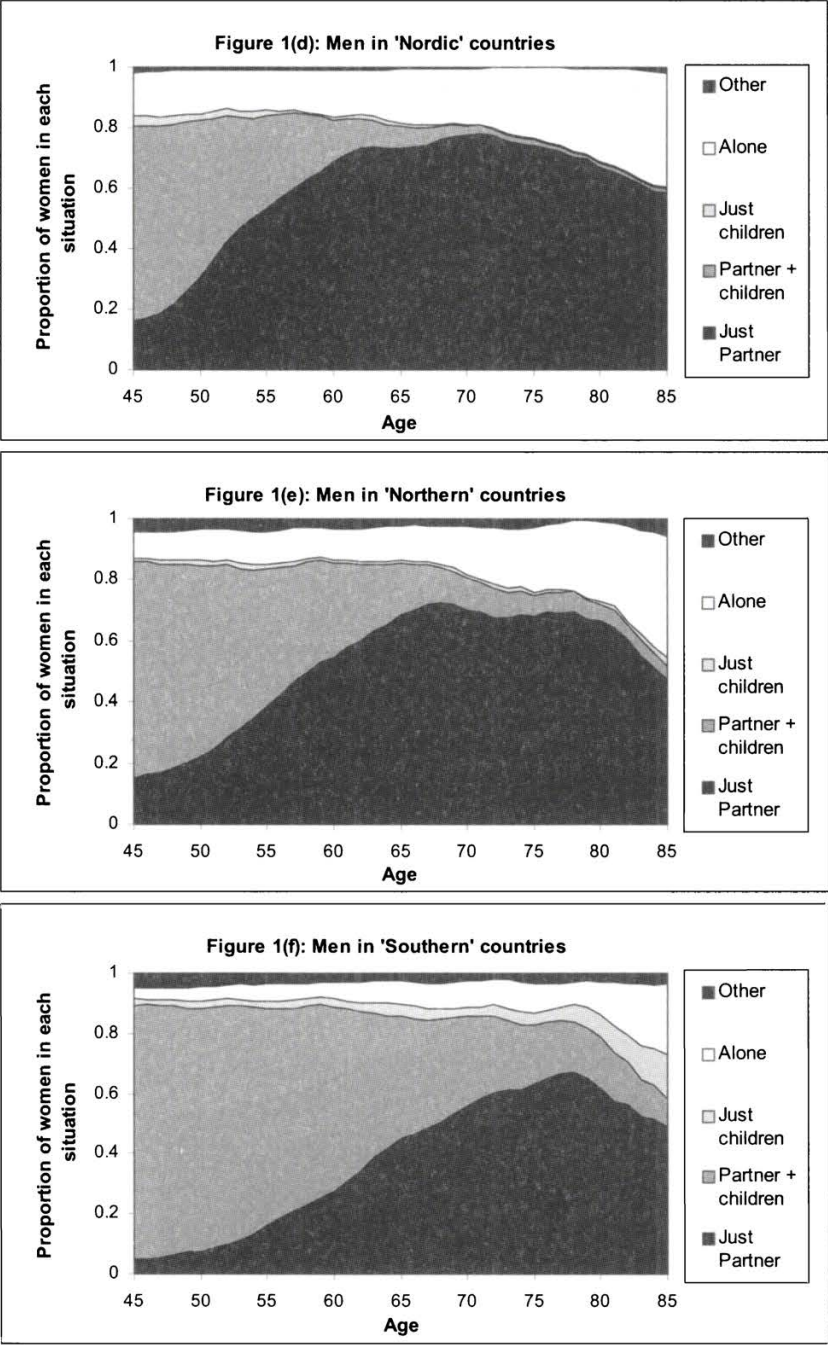 Figure 1(d): Men in 'Nordic' countries
Proportion of women in each
situation
1
0.8
0.6
0.4
0.2
0
45 50 55 60 65 70 75 80 85
Age
Other
Alone
Just
children
Partner +
children
Just
Partner
Figure 1(e): Men in 'Northern' countries
Proportion of women in each
situation
1
0.8
0.6
0.4
0.2
0
45 50 55 60 65 70 75 80 85
Age
Other
Alone
Just
children
Partner +
children
Just
Partner
Figure 1(f): Men in 'Southern' countries
Proportion of women in each
situation
1
0.8
0.6
0.4
0.2
0
45 50 55 60 65 70 75 80 85
Age
Other
Alone
Just
children
Partner +
children
Just
Partner